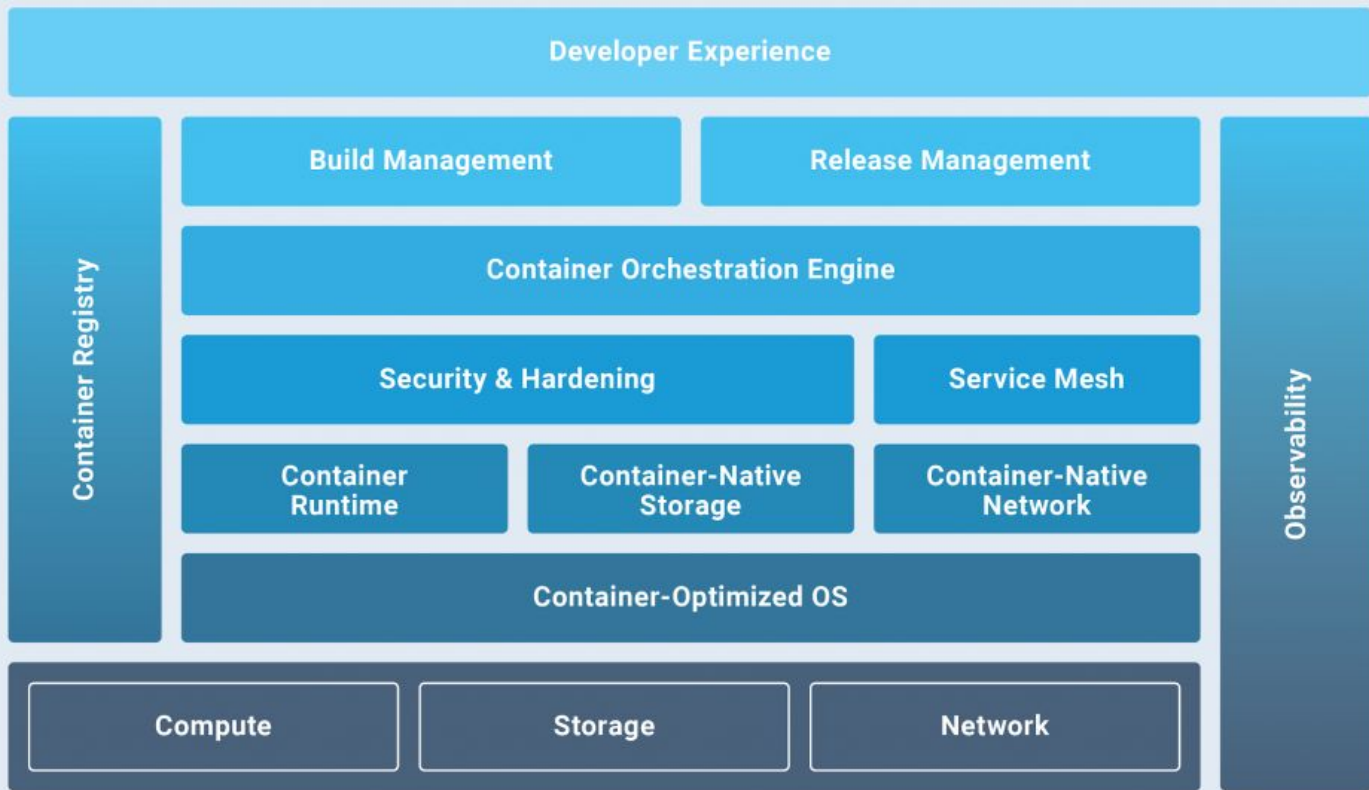 Developer Experience
Container Registry
Build Management
Release Management
Container Orchestration Engine
Security & Hardening
Service Mesh
Container
Runtime
Container-Native
Storage
Container-Native
Network
Container-Optimized OS
Observability
Compute
Storage
Network